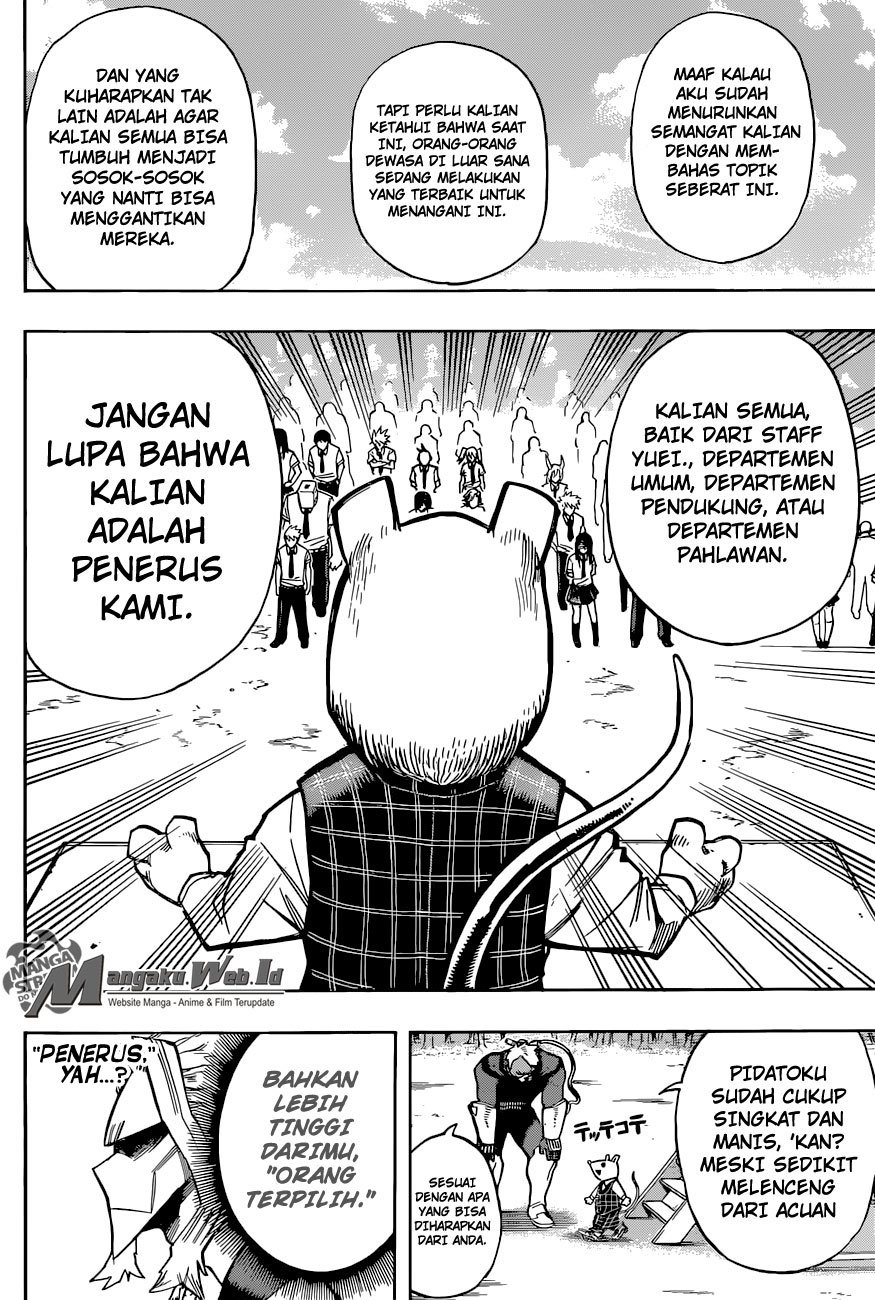 MAAF KALAU
AKU SUDAH
MENURUNKAN
SEMANGAT KALIAN
DENGAN MEM-
BAHAS TOPIK
SEBERAT INI.
TAPI PERLU KALIAN
KETAHUI BAHWA SAAT
INI, ORANG-ORANG
DEWASA DI LUAR SANA
SEDANG MELAKUKAN
YANG TERBAIK UNTUK
MENANGANI INI.
DAN YANG
KUHARAPKAN TAK
LAIN ADALAH AGAR
KALIAN SEMUA BISA
TUMBUH MENJADI
SOSOK-SOSOK
YANG NANTI BISA
MENGGANTIKAN
MEREKA.
KALIAN SEMUA,
BAIK DARI STAFF
YUEI., DEPARTEMEN
UMUM, DEPARTEMEN
PENDUKUNG, ATAU
DEPARTEMEN
PAHLAWAN.
JANGAN
LUPA BAHWA
KALIAN
ADALAH
PENERUS
KAMI.
MANGA
Mangaku.Web.Id
Website Manga - Anime & Film Terupdate
PIDATOKU
SUDAH CUKUP
SINGKAT DAN
MANIS, 'KAN?
MESKI SEDIKIT
MELENCENG
DARI ACUAN
テッテコテ
SESUAI
DENGAN APA
YANG BISA
DIHARAPKAN
DARI ANDA.
BAHKAN
LEBIH
TINGGI
DARIMU,
"ORANG
TERPILIH."
"PENERUS,"
YAH...?